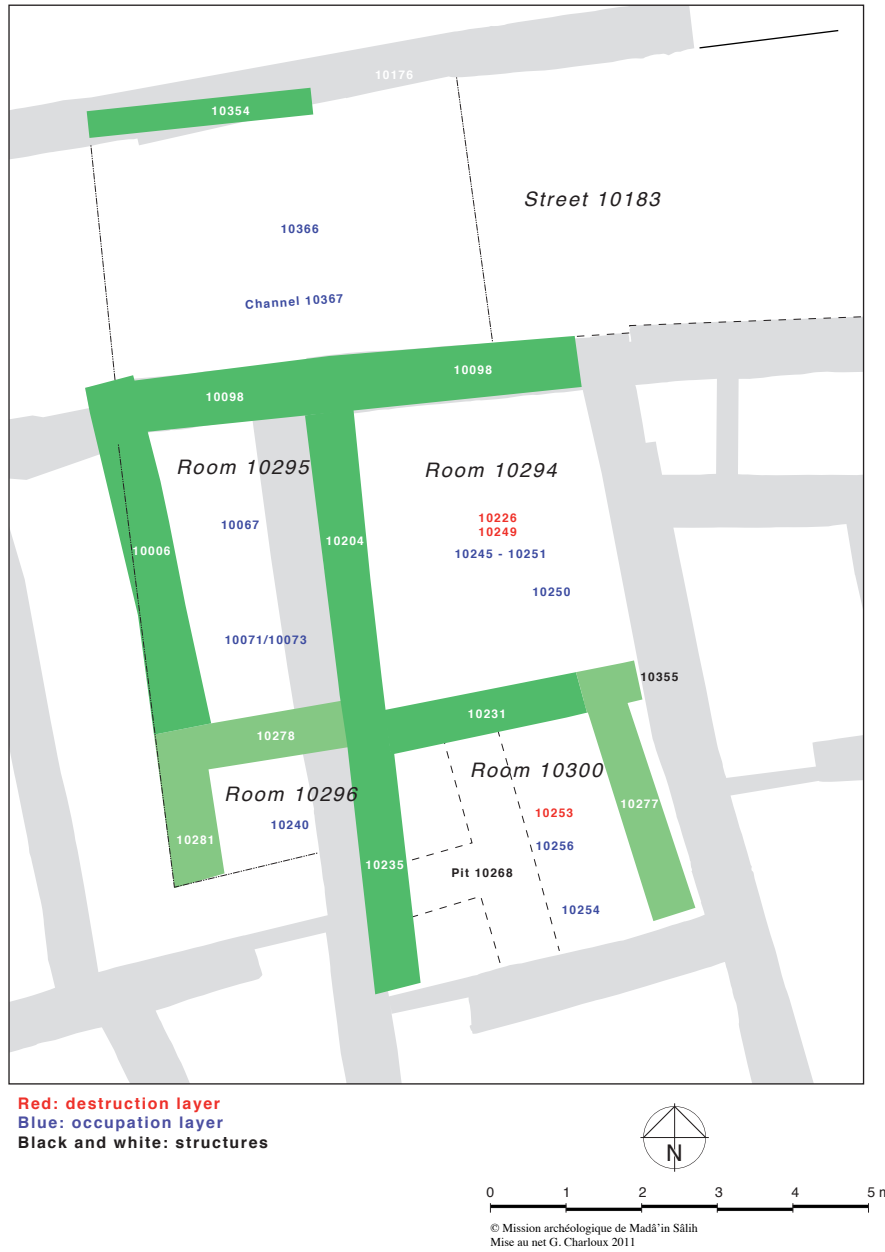 10176
10354
Street 10183
10366
Channel 10367
10098
10098
Room 10295
Room 10294
10226
10067
10249
10006
10204
10245 - 10251
10250
10071/10073
10355
10231
10278
Room 10300
Room 10296
10277
10253
10240
10281
10256
10235
Pit 10268
10254
Red: destruction layer
Blue: occupation layer
Black and white: structures
N
0 1 2 3 4 5 m
© Mission archéologique de Madâ'in Sâlih
Mise au net G. Charloux 2011